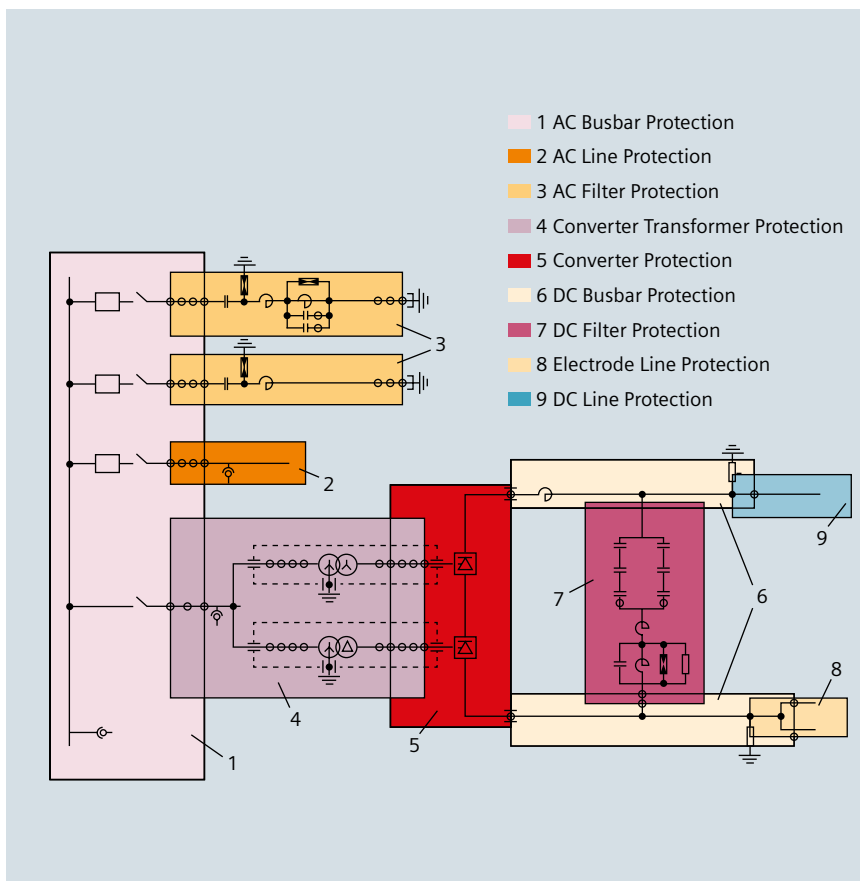 1 AC Busbar Protection
2 AC Line Protection
3 AC Filter Protection
4 Converter Transformer Protection
5 Converter Protection
6 DC Busbar Protection
7 DC Filter Protection
8 Electrode Line Protection
9 DC Line Protection
3
2
9
7
6
8
4
5
1